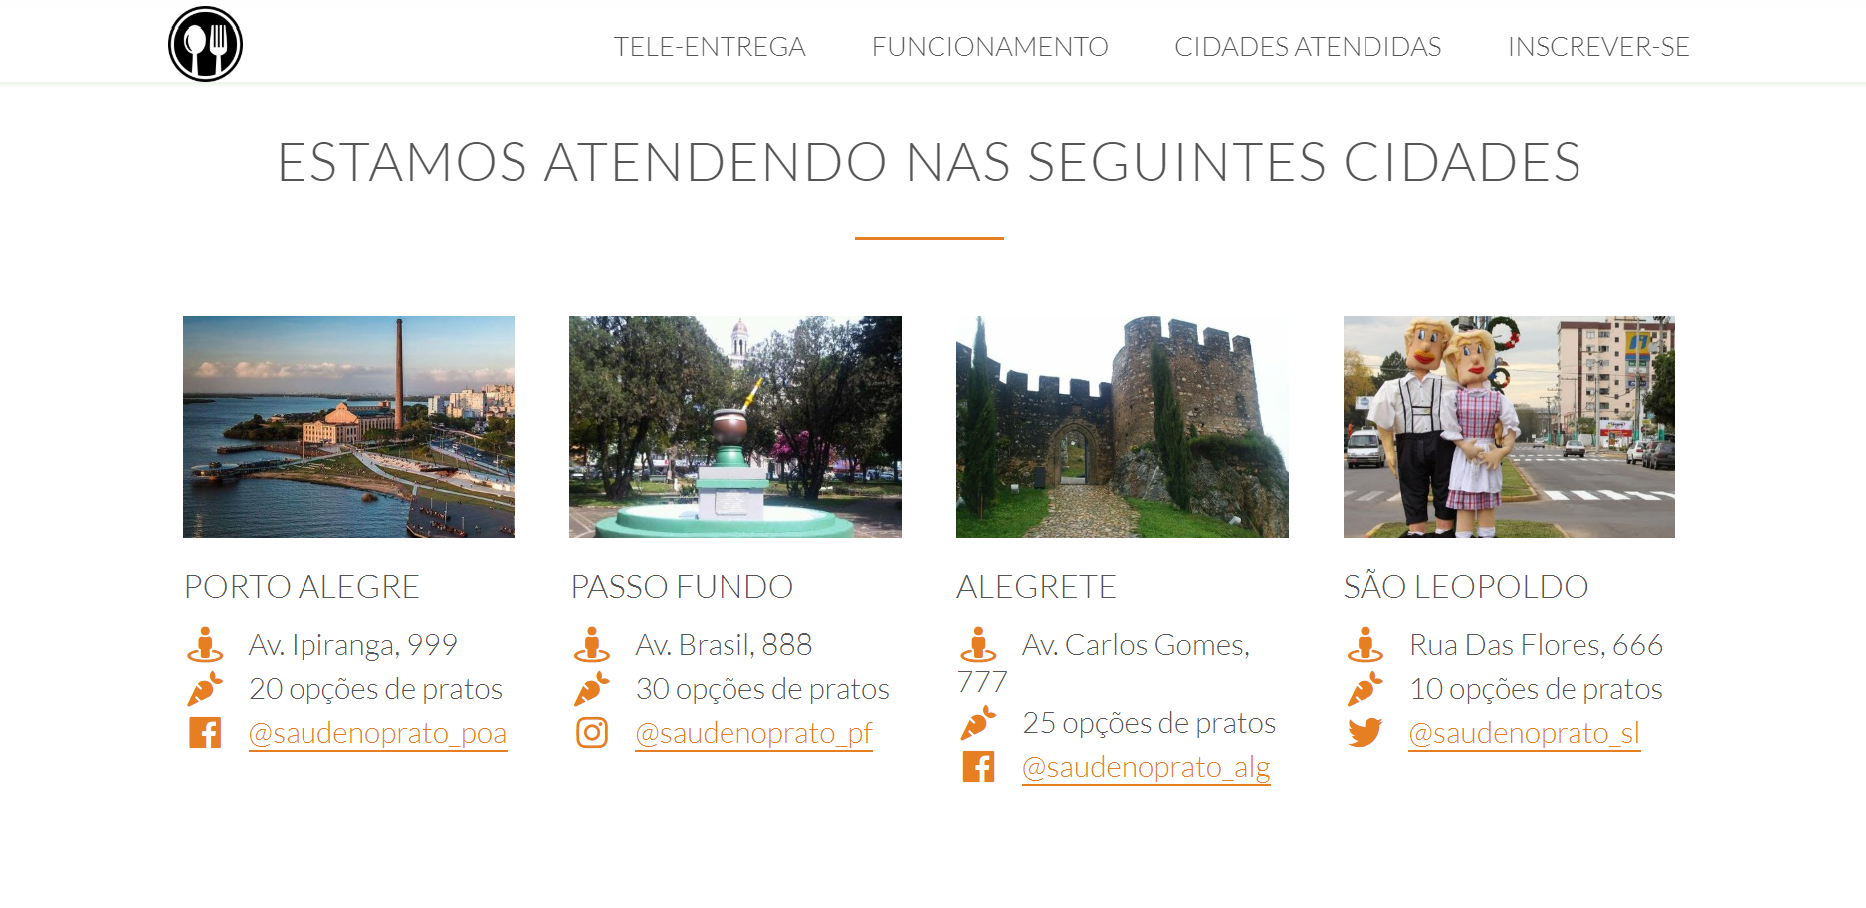 TELE-ENTREGA FUNCIONAMENTO CIDADES ATENDIDAS INSCREVER-SE
ESTAMOS ATENDENDO NAS SEGUINTES CIDADES
PORTO ALEGRE
Av. Ipiranga, 999
20 opções de pratos
@saudenoprato_poa
PASSO FUNDO
Av. Brasil, 888
30 opções de pratos
@saudenoprato_pf
ALEGRETE
Av. Carlos Gomes,
777
25 opções de pratos
@saudenoprato_alg
SÃO LEOPOLDO
Rua Das Flores, 666
10 opções de pratos
@saudenoprato_sl